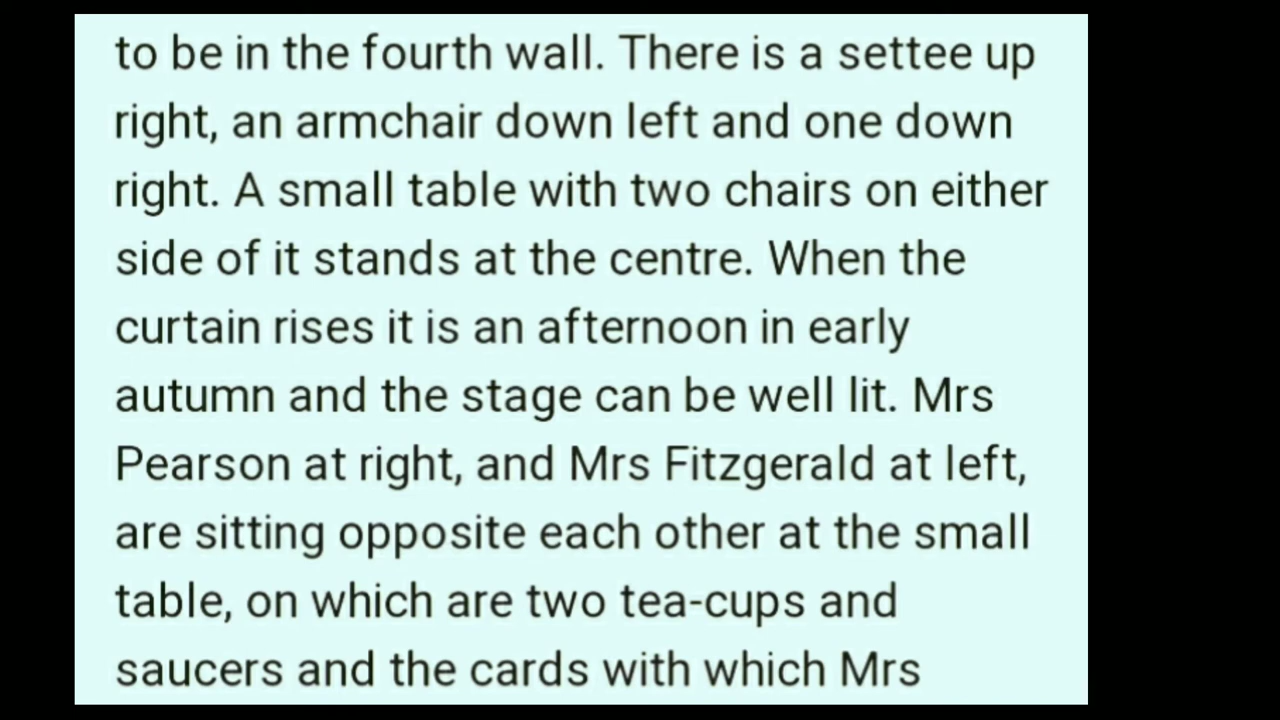 to be in the fourth wall. There is a settee up
right, an armchair down left and one down
right. A small table with two chairs on either
side of it stands at the centre. When the
curtain rises it is an afternoon in early
autumn and the stage can be well lit. Mrs
Pearson at right, and Mrs Fitzgerald at left,
are sitting opposite each other at the small
table, on which are two tea-cups and
saucers and the cards with which Mrs